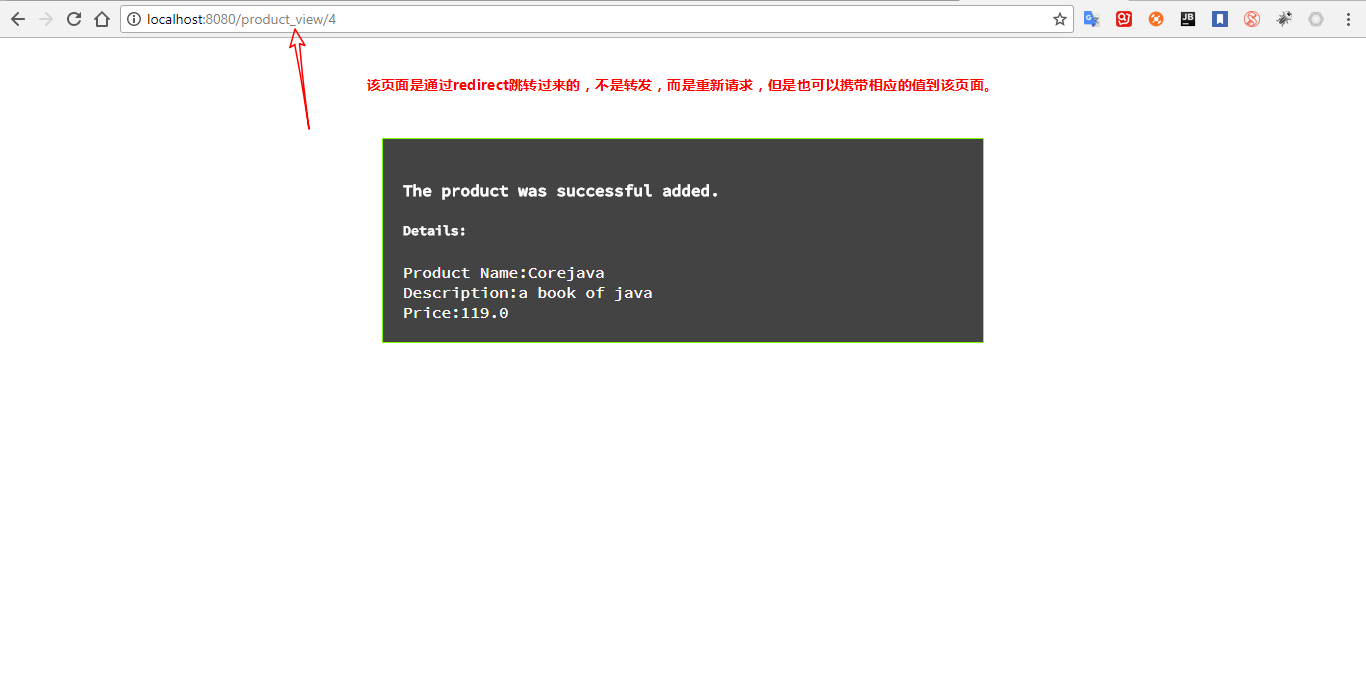 localhost:8080/product_view/4
JB
该页面是通过redirect跳转过来的，不是转发，而是重新请求，但是也可以携带相应的值到该页面。
The product was successful added.
Details:
Product Name:Corejava
Description:a book of java
Price:119.0